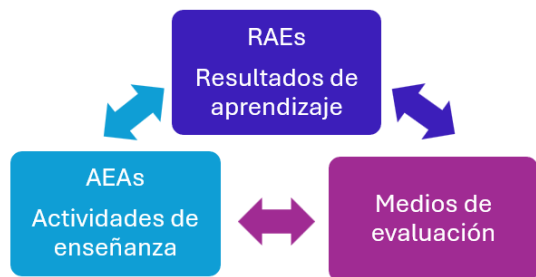 RAEs
Resultados de
aprendizaje
AEAs
Actividades de
enseñanza
Medios de
evaluación